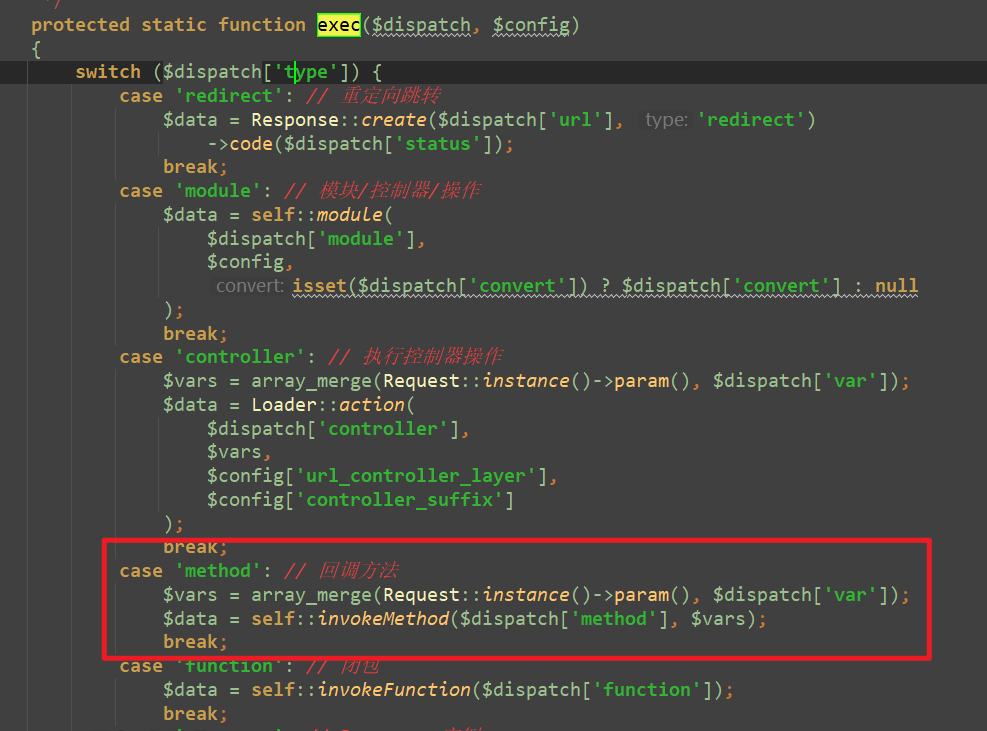 */
protected static function exec($dispatch, $config)
{
switch ($dispatch['type']) {
case 'redirect': // 重定向跳转
$data = Response::create($dispatch['url'], type: 'redirect')
->code($dispatch['status']);
break;
case 'module': // 模块/控制器/操作
$data = self::module(
$dispatch['module'],
$config,
convert: isset($dispatch['convert']) ? $dispatch['convert'] : null
);
break;
case 'controller': // 执行控制器操作
$vars = array_merge(Request::instance()->param(), $dispatch['var']);
$data = Loader::action(
$dispatch['controller'],
$vars,
$config['url_controller_layer'],
$config['controller_suffix']
);
break;
case 'method': // 回调方法
$vars = array_merge(Request::instance()->param(), $dispatch['var']);
$data = self::invokeMethod($dispatch['method'], $vars);
break;
case 'function': // 闭包
$data = self::invokeFunction($dispatch['function']);
break;